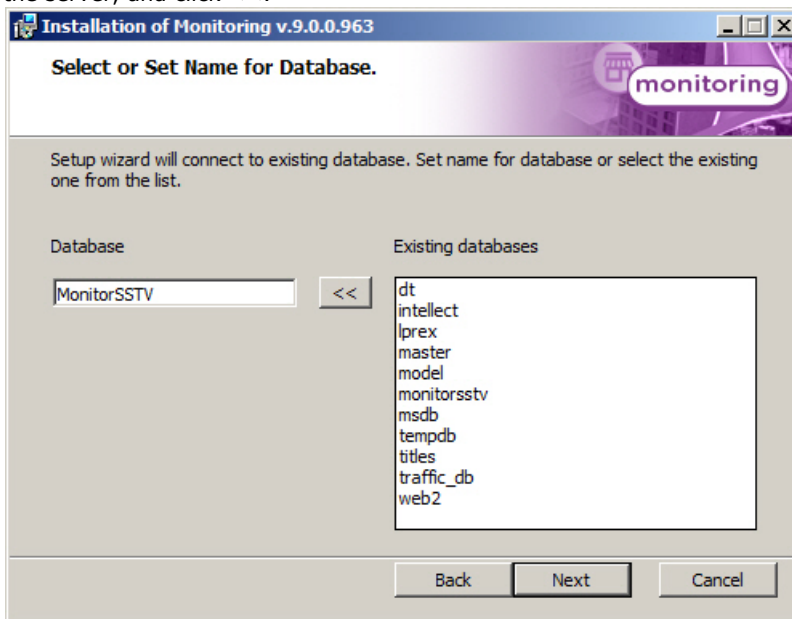 Installation of Monitoring v.9.0.0.963
Select or Set Name for Database.
monitoring
Setup wizard will connect to existing database. Set name for database or select the existing
one from the list.
Database
Existing databases
MonitorSSTV
<<
dt
intellect
lprex
master
model
monitorsstv
msdb
tempdb
titles
traffic_db
web2
Back
Next
Cancel